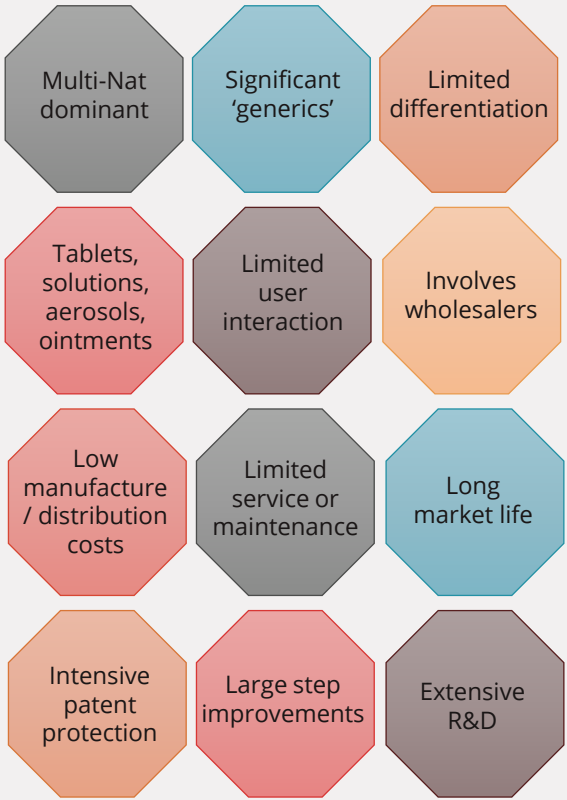 Multi-Nat
dominant
Significant
‘generics’
Limited
differentiation
Tablets,
solutions,
aerosols,
ointments
Limited
user
interaction
Involves
wholesalers
Low
manufacture
/ distribution
costs
Limited
service or
maintenance
Long
market life
Intensive
patent
protection
Large step
improvements
Extensive
R&D